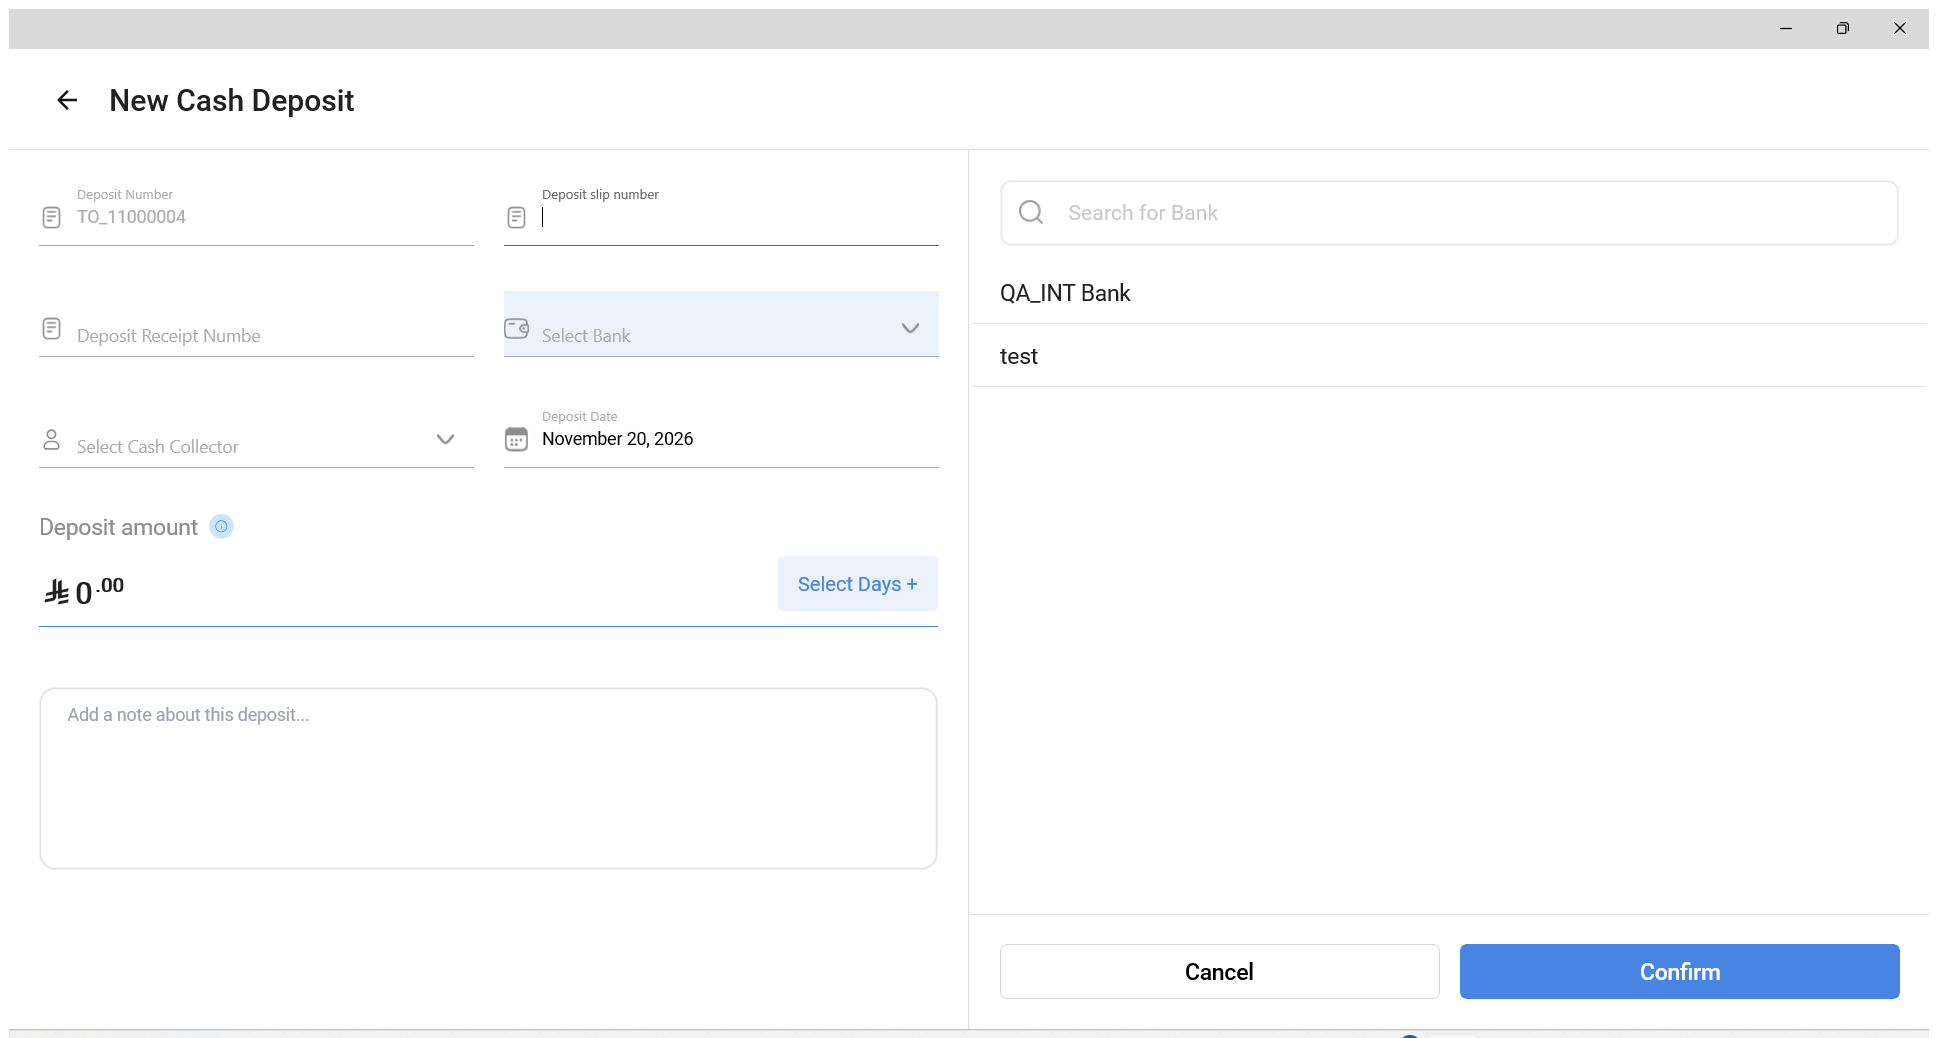 New Cash Deposit
Deposit Number
TO_11000004
Deposit slip number
Deposit Receipt Numbe
Select Bank
Select Cash Collector
Deposit Date
November 20, 2026
Deposit amount
0.00
Select Days +
Add a note about this deposit...
Search for Bank
QA_INT Bank
test
Cancel
Confirm